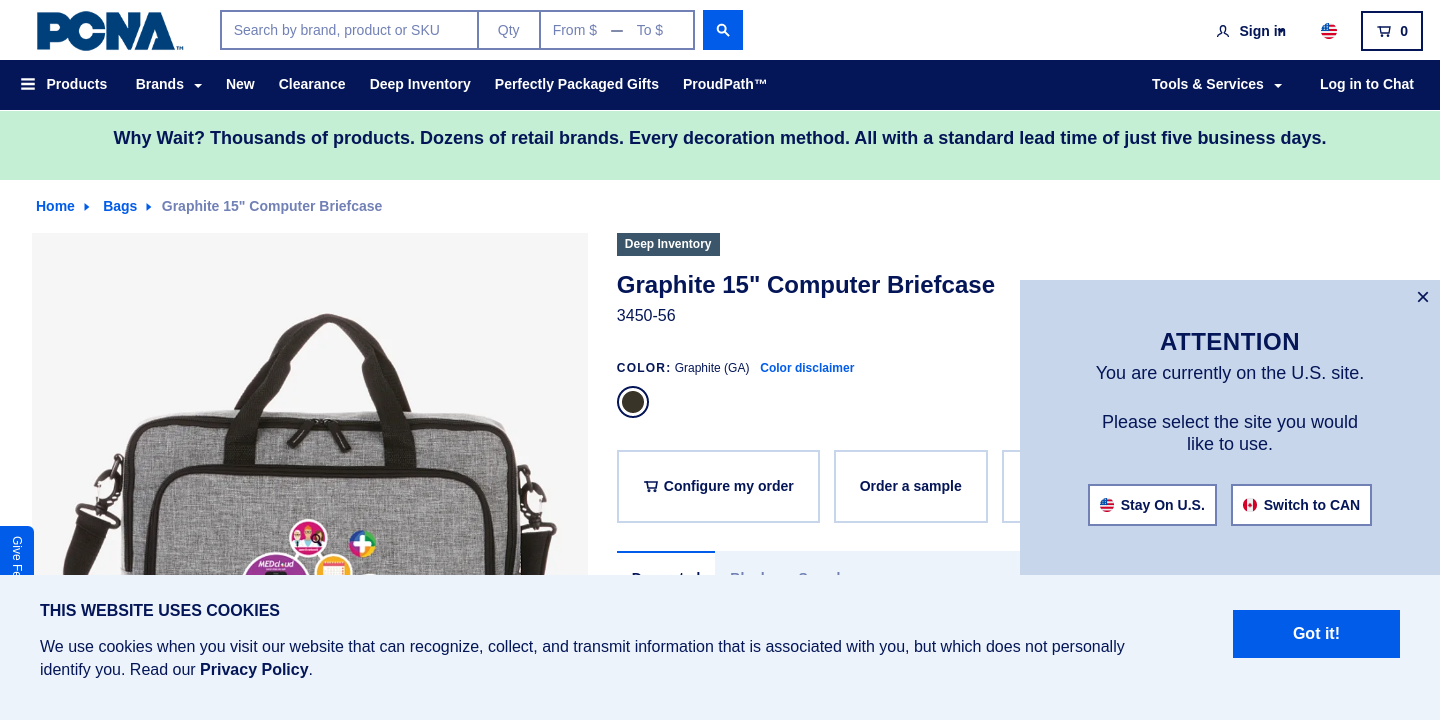 PCNA™
Search by brand, product or SKU
Qty
From $ — To $
Sign in
0
Products
Brands
New
Clearance
Deep Inventory
Perfectly Packaged Gifts
ProudPath™
Tools & Services
Log in to Chat
Why Wait? Thousands of products. Dozens of retail brands. Every decoration method. All with a standard lead time of just five business days.
Home
Bags
Graphite 15" Computer Briefcase
Deep Inventory
Graphite 15" Computer Briefcase
3450-56
COLOR: Graphite (GA) Color disclaimer
Configure my order
Order a sample
×
ATTENTION
You are currently on the U.S. site.
Please select the site you would
like to use.
Stay On U.S.
Switch to CAN
Give Fe
MEDcloud
THIS WEBSITE USES COOKIES
We use cookies when you visit our website that can recognize, collect, and transmit information that is associated with you, but which does not personally
identify you. Read our Privacy Policy.
Got it!